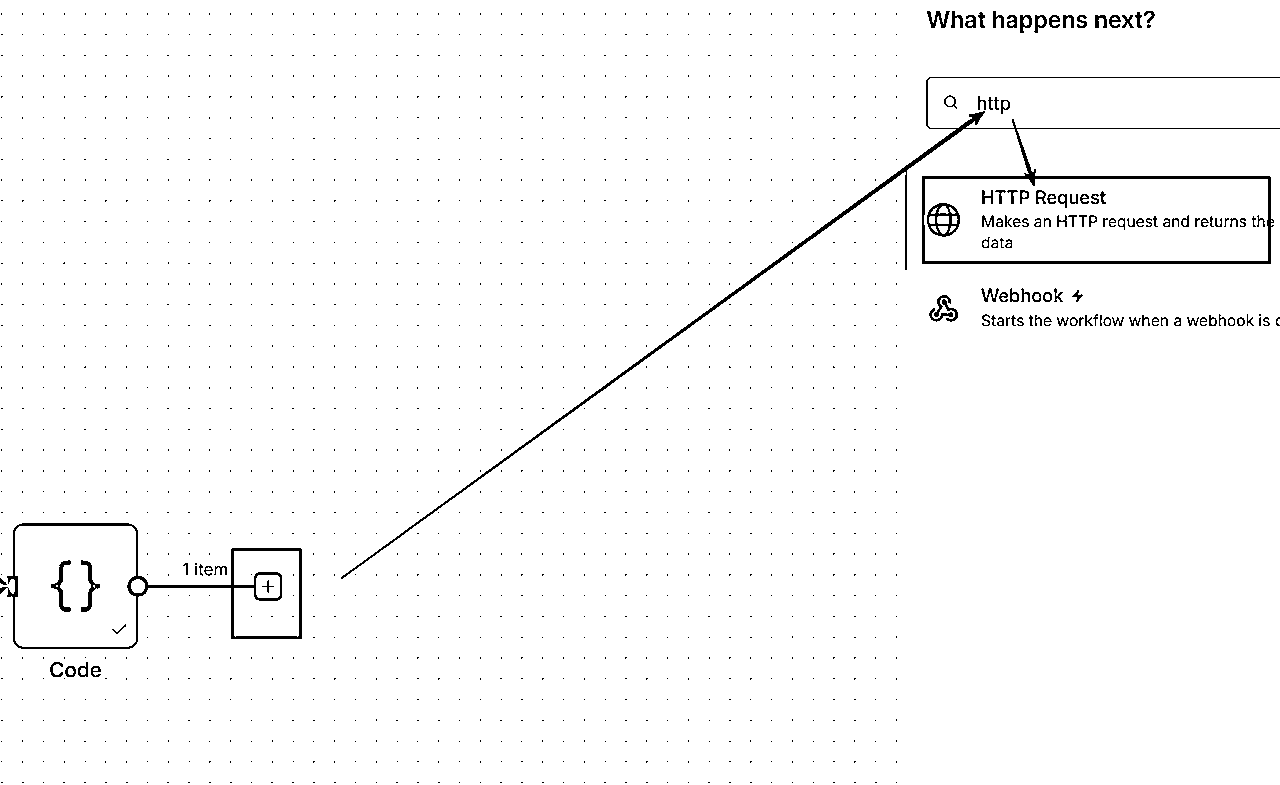 What happens next?
http
HTTP Request
Makes an HTTP request and returns the
data
Webhook
Starts the workflow when a webhook is
1 item
{}
Code